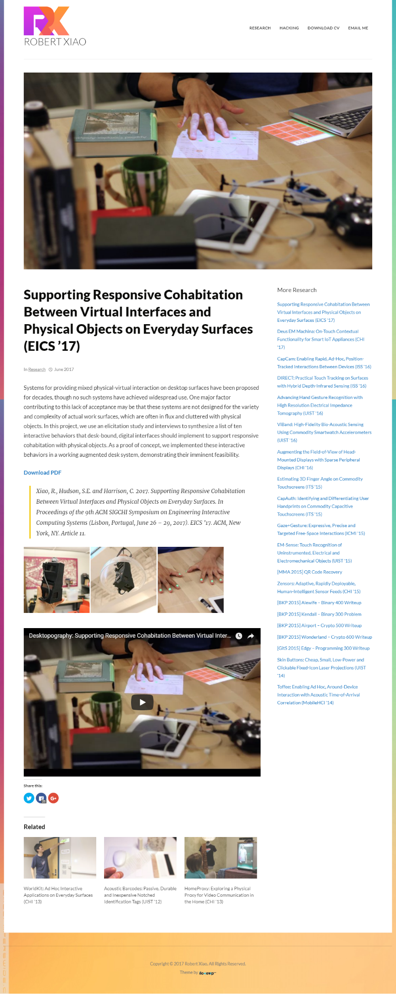 RX
ROBERT XIAO
RESEARCH HACKING DOWNLOAD CV EMAIL ME
Supporting Responsive Cohabitation
Between Virtual Interfaces and
Physical Objects on Everyday Surfaces
(EICS ’17)
In Research June 2017
Systems for providing mixed physical-virtual interaction on desktop surfaces have been proposed
for decades, though no such systems have achieved widespread use. One major factor
contributing to this lack of acceptance may be that these systems are not designed for the variety
and complexity of actual work surfaces, which are often in flux and cluttered with physical
objects. In this project, we use an elicitation study and interviews to synthesize a list of ten
interactive behaviors that desk-bound, digital interfaces should implement to support responsive
cohabitation with physical objects. As a proof of concept, we implemented these interactive
behaviors in a working augmented desk system, demonstrating their imminent feasibility.
Download PDF
Xiao, R., Hudson, S.E. and Harrison, C. 2017. Supporting Responsive Cohabitation
Between Virtual Interfaces and Physical Objects on Everyday Surfaces. In
Proceedings of the 9th ACM SIGCHI Symposium on Engineering Interactive
Computing Systems (Lisbon, Portugal, June 26 – 29, 2017). EICS ’17. ACM, New
York, NY. Article 11.
Desktopography: Supporting Responsive Cohabitation Between Virtual Inter...
Share this:
23
Related
WorldKit: Ad Hoc Interactive
Applications on Everyday Surfaces
(CHI ’13)
Acoustic Barcodes: Passive, Durable
and Inexpensive Notched
Identification Tags (UIST ’12)
HomeProxy: Exploring a Physical
Proxy for Video Communication in
the Home (CHI ’13)
More Research
Supporting Responsive Cohabitation Between
Virtual Interfaces and Physical Objects on
Everyday Surfaces (EICS ’17)
Deus EM Machina: On-Touch Contextual
Functionality for Smart IoT Appliances (CHI
’17)
CapCam: Enabling Rapid, Ad-Hoc, Position-
Tracked Interactions Between Devices (ISS ’16)
DIRECT: Practical Touch Tracking on Surfaces
with Hybrid Depth-Infrared Sensing (ISS ’16)
Advancing Hand Gesture Recognition with
High Resolution Electrical Impedance
Tomography (UIST ’16)
ViBand: High-Fidelity Bio-Acoustic Sensing
Using Commodity Smartwatch Accelerometers
(UIST ’16)
Augmenting the Field-of-View of Head-
Mounted Displays with Sparse Peripheral
Displays (CHI ’16)
Estimating 3D Finger Angle on Commodity
Touchscreens (ITS ’15)
CapAuth: Identifying and Differentiating User
Handprints on Commodity Capacitive
Touchscreens (ITS ’15)
Gaze+Gesture: Expressive, Precise and
Targeted Free-Space Interactions (ICMI ’15)
EM-Sense: Touch Recognition of
Uninstrumented, Electrical and
Electromechanical Objects (UIST ’15)
[MMA 2015] QR Code Recovery
Zensors: Adaptive, Rapidly Deployable,
Human-Intelligent Sensor Feeds (CHI ’15)
[BKP 2015] Alewife – Binary 400 Writeup
[BKP 2015] Kendall – Binary 300 Problem
[BKP 2015] Airport – Crypto 500 Writeup
[BKP 2015] Wonderland – Crypto 600 Writeup
[GitS 2015] Edgy – Programming 300 Writeup
Skin Buttons: Cheap, Small, Low-Power and
Clickable Fixed-Icon Laser Projections (UIST
’14)
Toffee: Enabling Ad Hoc, Around-Device
Interaction with Acoustic Time-of-Arrival
Correlation (MobileHCI ’14)
Copyright © 2017 Robert Xiao. All Rights Reserved.
Theme by ilovewp